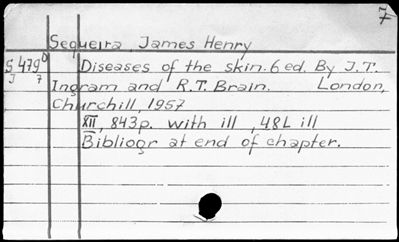 27
Sequeira, James Henry
S 479 D Diseases of the skin. 6 ed. By J.T.
J 7 Ingram and R.T. Brain. London,
Churchill, 1957
XII, 843p. with ill, 48L ill
Bibliogr at end of chapter.